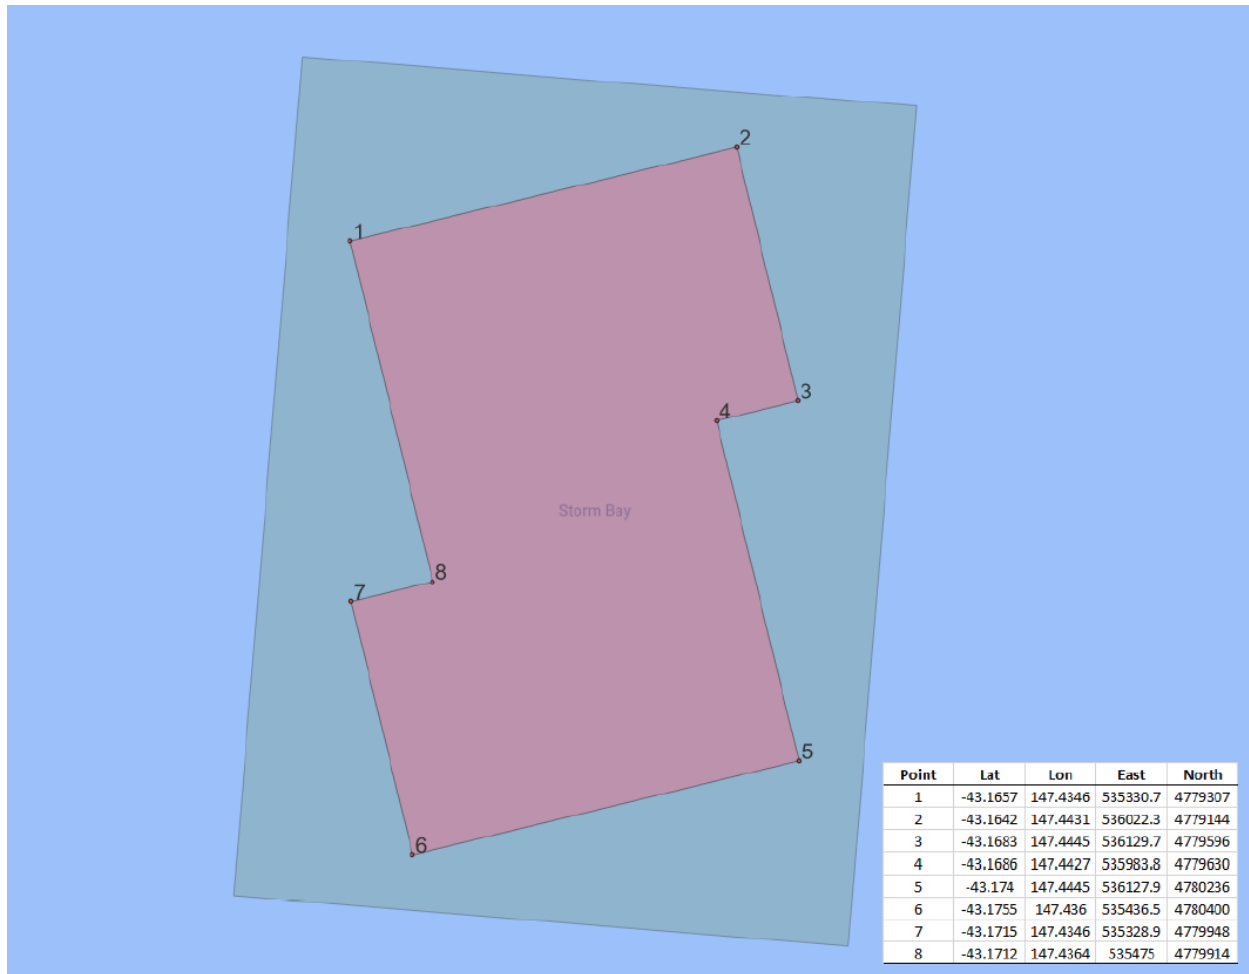 2
1
3
4
Storm Bay
8
7
5
6
Point Lat Lon East North
1 -43.1657 147.4346 535330.7 4779307
2 -43.1642 147.4431 536022.3 4779144
3 -43.1683 147.4445 536129.7 4779596
4 -43.1686 147.4427 535983.8 4779630
5 -43.174 147.4445 536127.9 4780236
6 -43.1755 147.436 535436.5 4780400
7 -43.1715 147.4346 535328.9 4779948
8 -43.1712 147.4364 535475 4779914